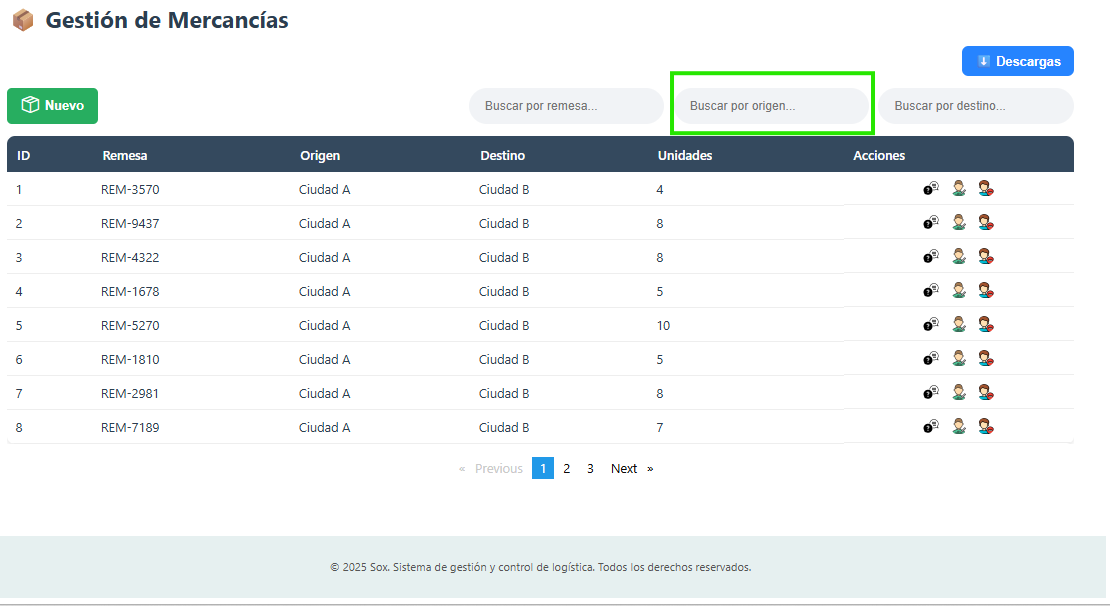 Gestión de Mercancías
Descargas
Nuevo
Buscar por remesa...
Buscar por origen...
Buscar por destino...
ID Remesa Origen Destino Unidades Acciones
1 REM-3570 Ciudad A Ciudad B 4
2 REM-9437 Ciudad A Ciudad B 8
3 REM-4322 Ciudad A Ciudad B 8
4 REM-1678 Ciudad A Ciudad B 5
5 REM-5270 Ciudad A Ciudad B 10
6 REM-1810 Ciudad A Ciudad B 5
7 REM-2981 Ciudad A Ciudad B 8
8 REM-7189 Ciudad A Ciudad B 7
« Previous 1 2 3 Next »
© 2025 Sox. Sistema de gestión y control de logística. Todos los derechos reservados.